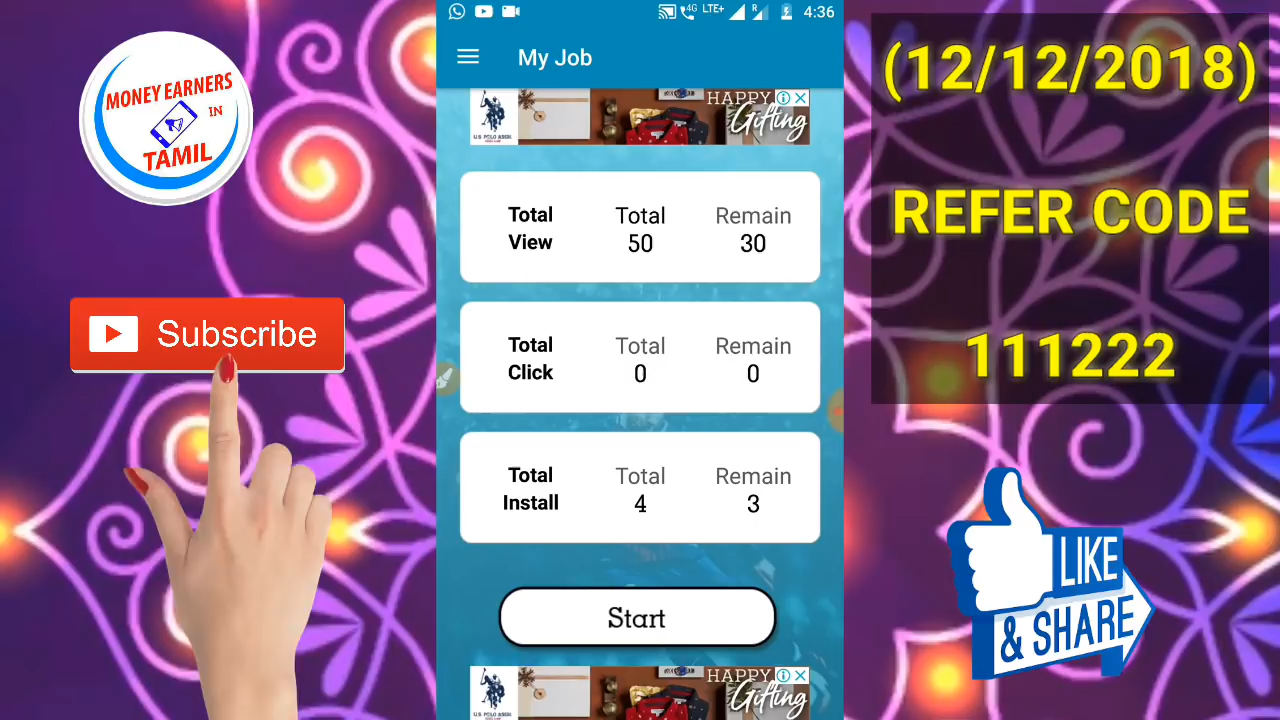 MONEY EARNERS
IN
TAMIL
Subscribe
4G LTE+ R 4:36
My Job
HAPPY
Gifting
Total View
Total
50
Remain
30
Total Click
Total
0
Remain
0
Total Install
Total
4
Remain
3
Start
HAPPY
Gifting
(12/12/2018)
REFER CODE
111222
LIKE
& SHARE